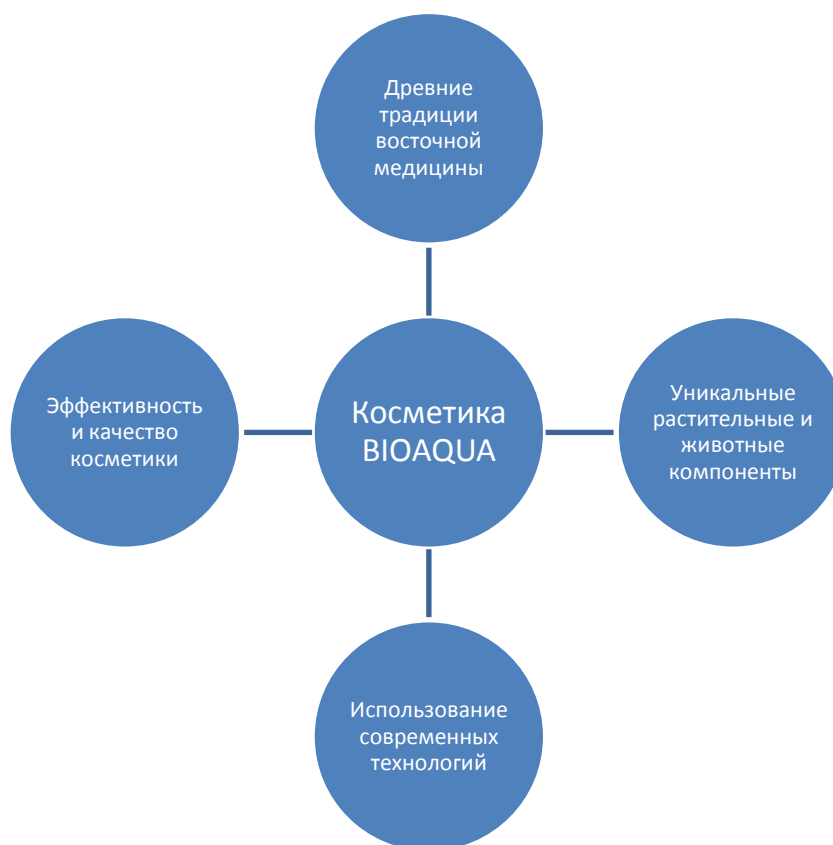 Древние
традиции
восточной
медицины
Эффективность
и качество
косметики
Косметика
BIOAQUA
Уникальные
растительные и
животные
компоненты
Использование
современных
технологий